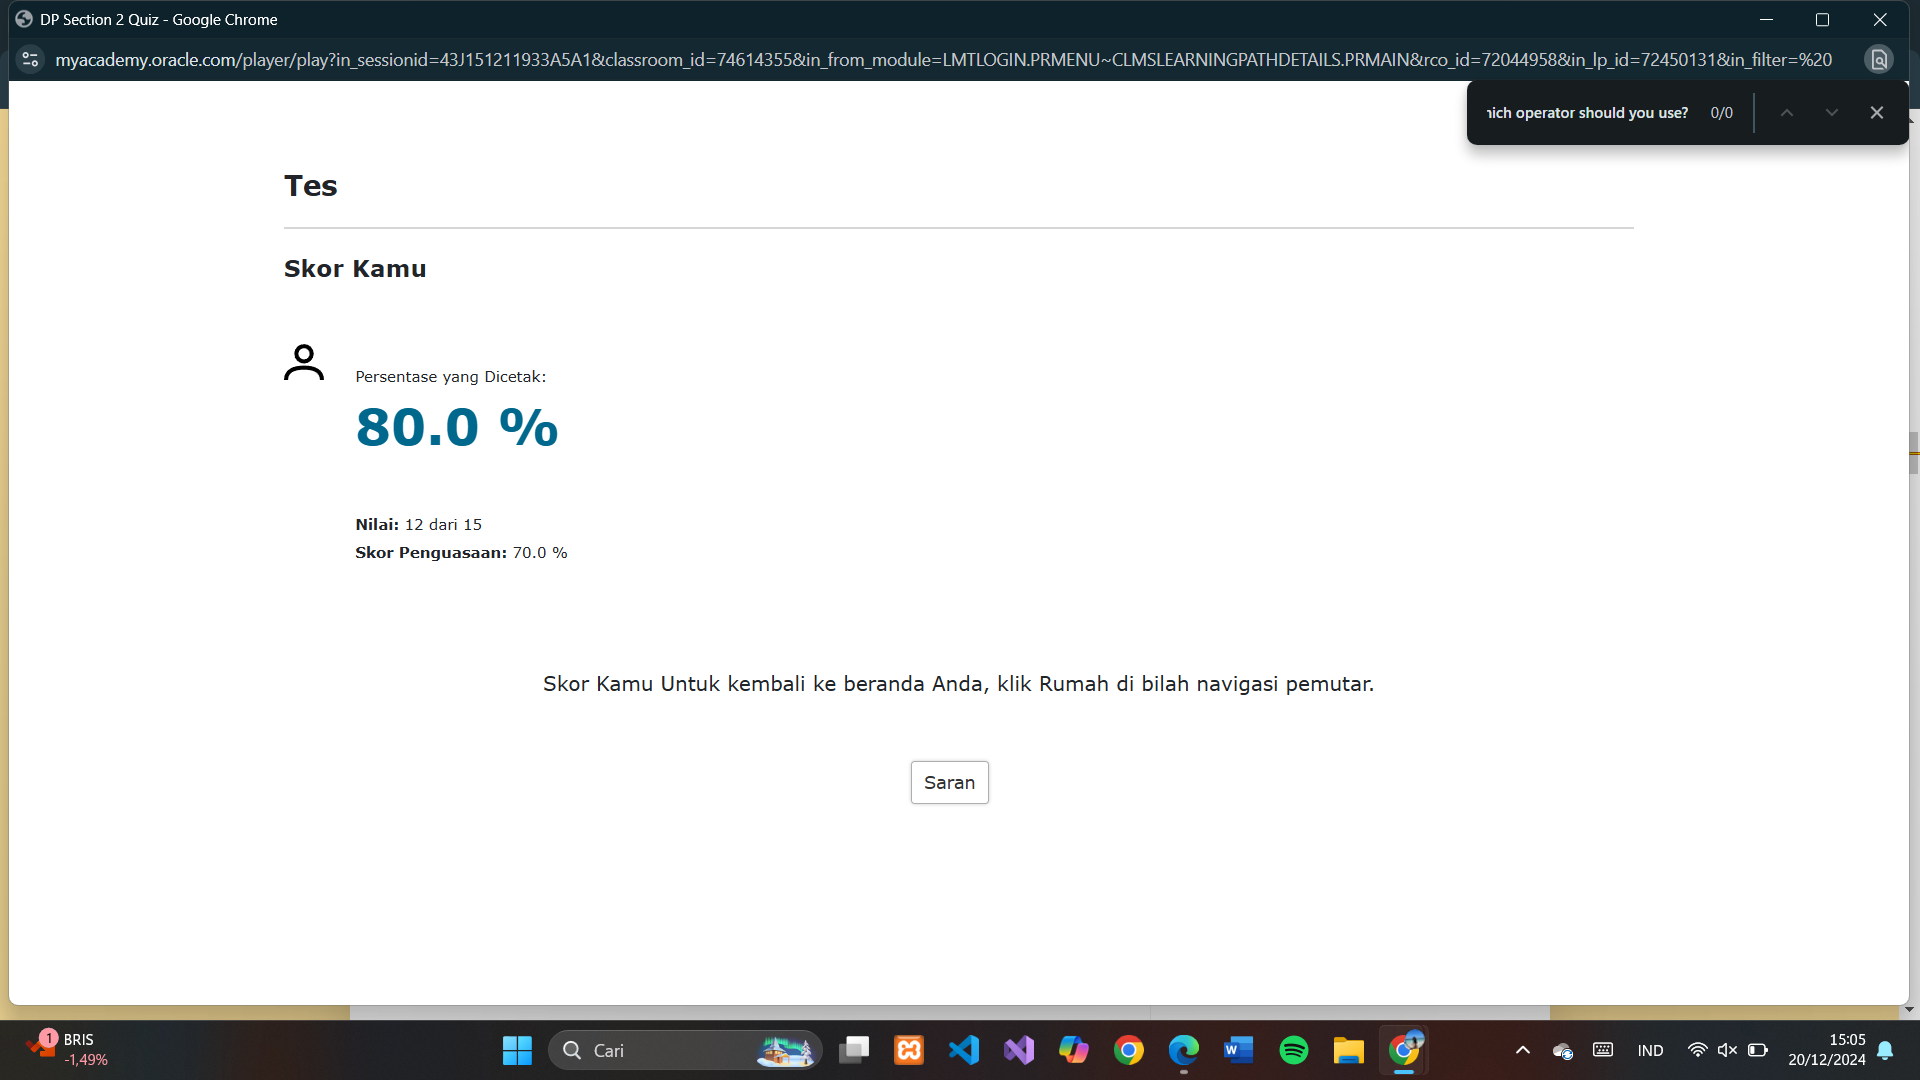 DP Section 2 Quiz - Google Chrome
myacademy.oracle.com/player/play?in_sessionid=43J151211933A5A1&classroom_id=74614355&in_from_module=LMTLOGIN.PRMENU~CLMSLEARNINGPATHDETAILS.PRMAIN&rco_id=72044958&in_lp_id=72450131&in_filter=%20
hich operator should you use? 0/0
Tes
Skor Kamu
Persentase yang Dicetak:
80.0 %
Nilai: 12 dari 15
Skor Penguasaan: 70.0 %
Skor Kamu Untuk kembali ke beranda Anda, klik Rumah di bilah navigasi pemutar.
Saran
1 BRIS
-1,49%
Cari
IND
15:05
20/12/2024